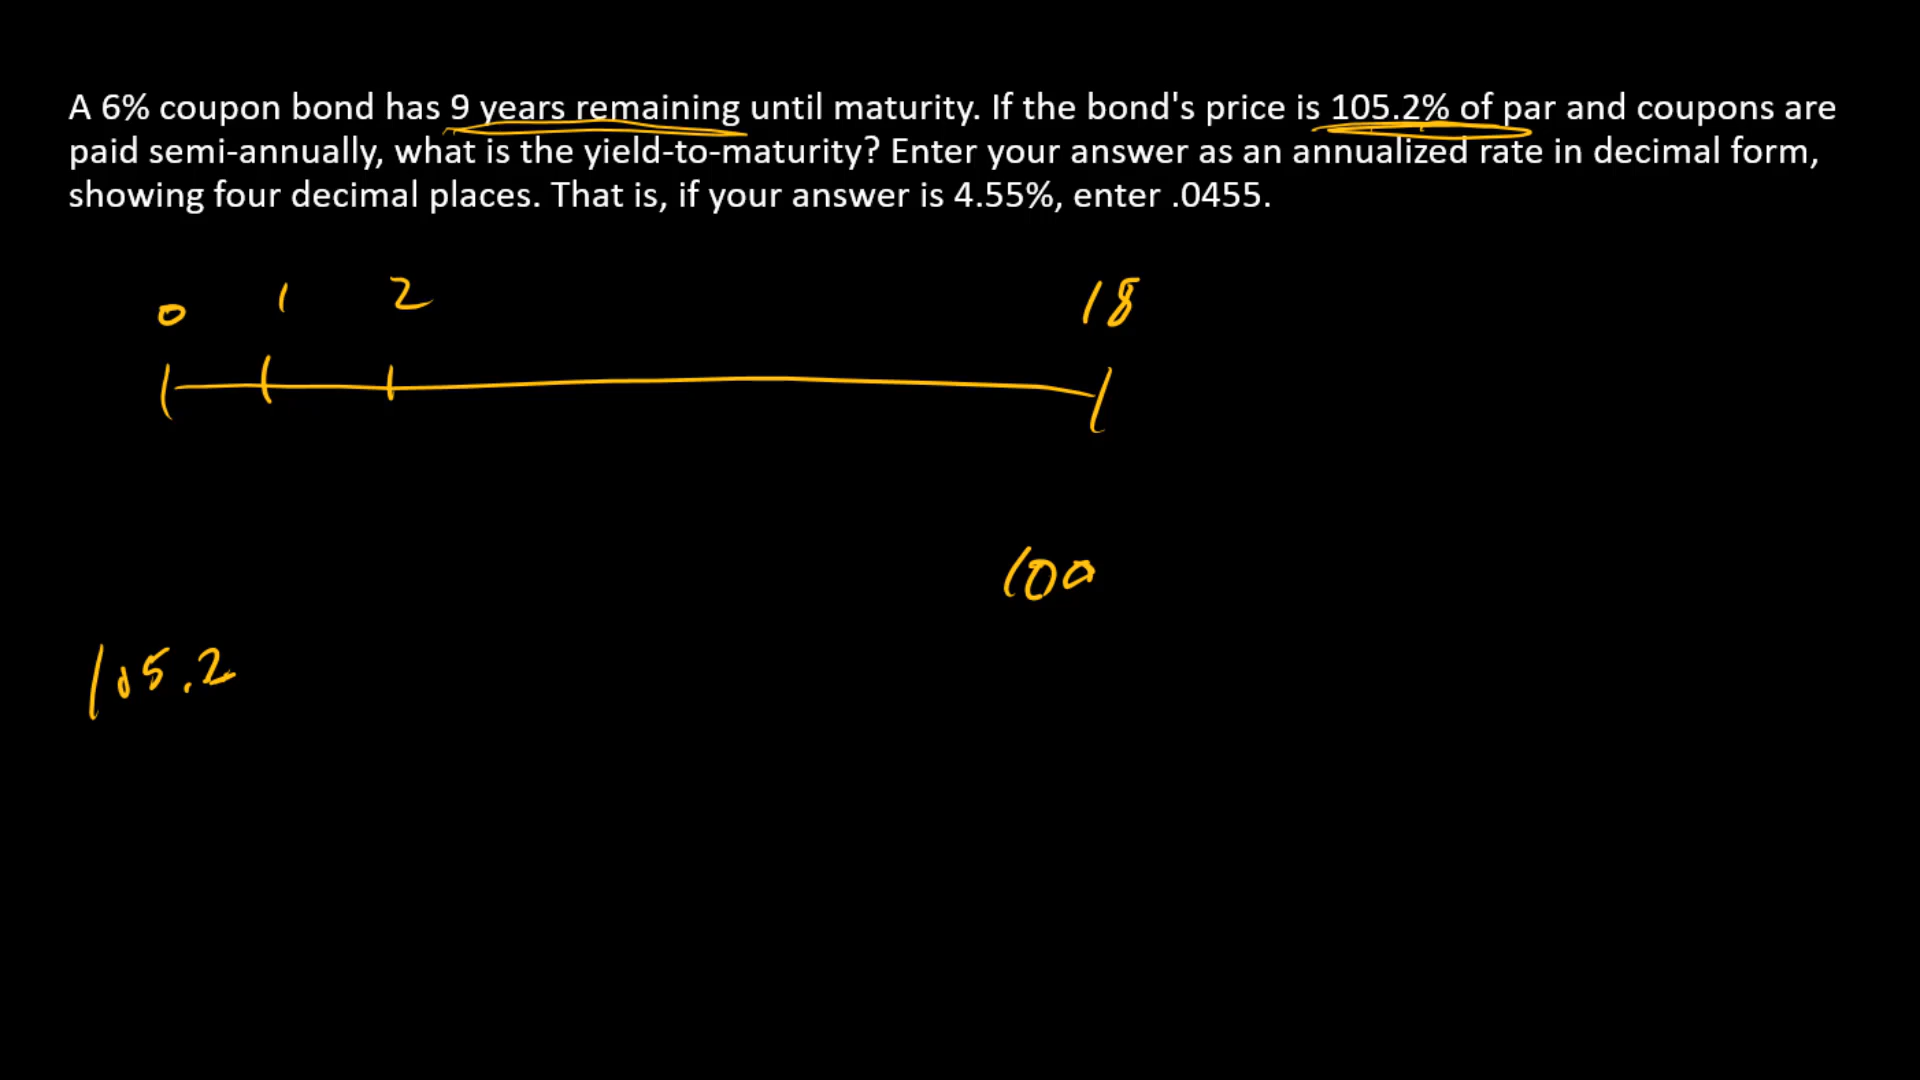 A 6% coupon bond has 9 years remaining until maturity. If the bond's price is 105.2% of par and coupons are
paid semi-annually, what is the yield-to-maturity? Enter your answer as an annualized rate in decimal form,
showing four decimal places. That is, if your answer is 4.55%, enter .0455.
0 1 2 18
100
105.2